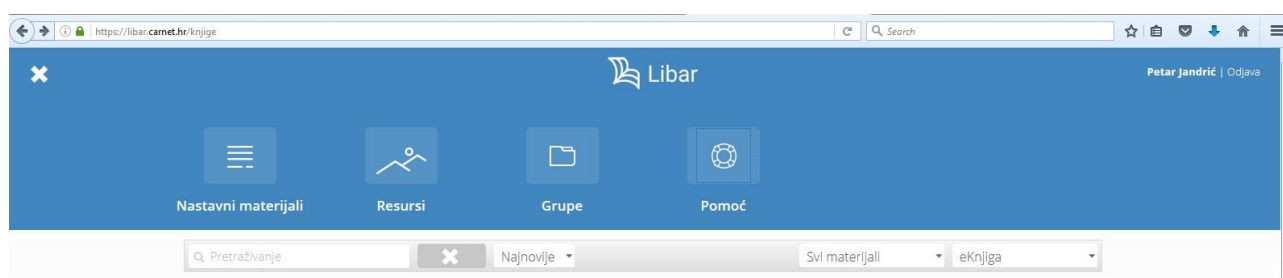 https://libar.carnet.hr/knjige Search
Libar Petar Jandrić | Odjava
Nastavni materijali Resursi Grupe Pomoć
Pretraživanje Najnovije Svi materijali eKnjiga